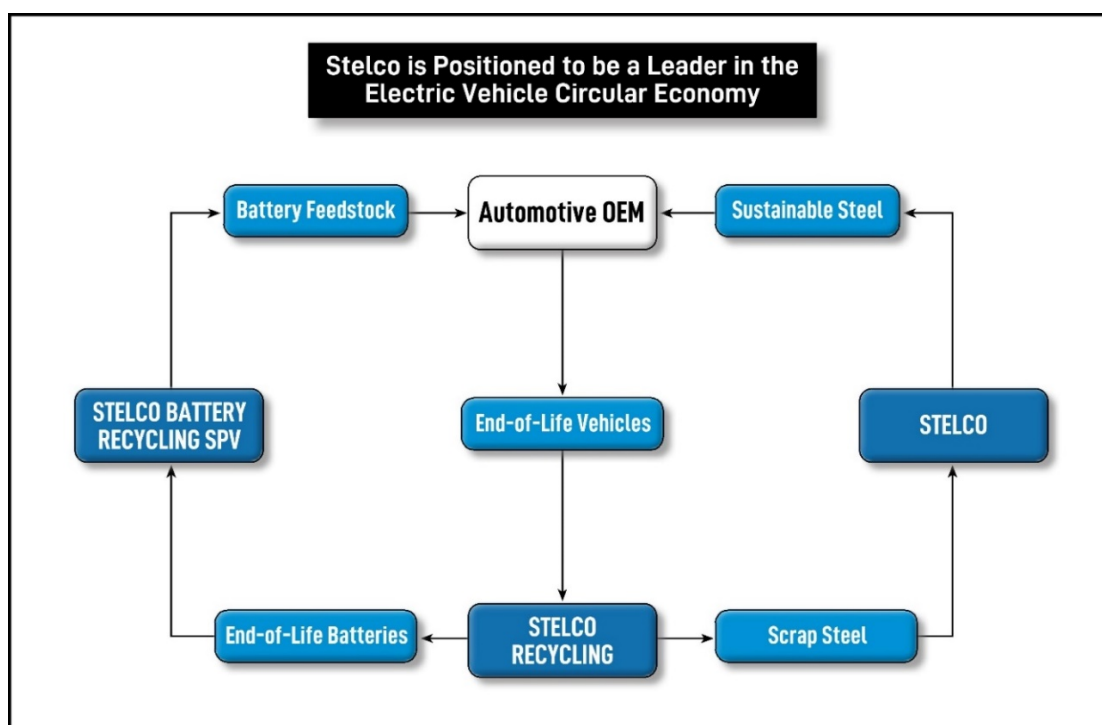 Stelco is Positioned to be a Leader in the
Electric Vehicle Circular Economy
Battery Feedstock
Automotive OEM
Sustainable Steel
STELCO BATTERY
RECYCLING SPV
End-of-Life Vehicles
STELCO
End-of-Life Batteries
STELCO
RECYCLING
Scrap Steel